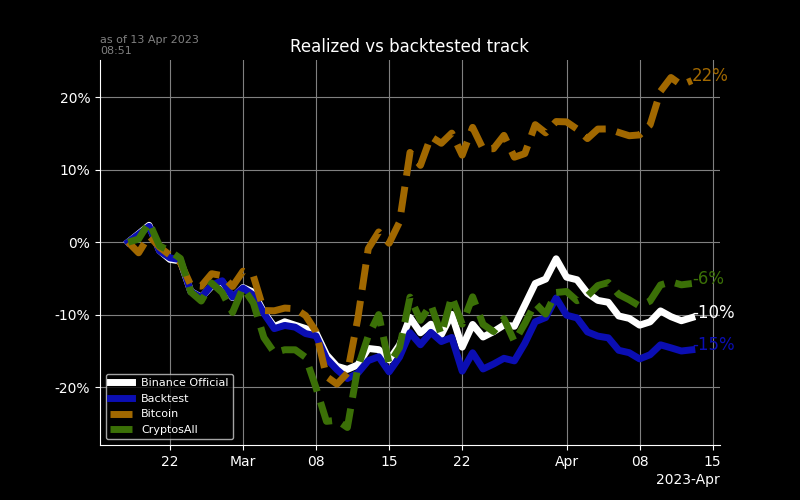 as of 13 Apr 2023
08:51
Realized vs backtested track
22%
20%
10%
0%
-6%
-10%
-10%
-15%
-20%
Binance Official
Backtest
Bitcoin
CryptosAll
22
Mar
08
15
22
Apr
08
15
2023-Apr